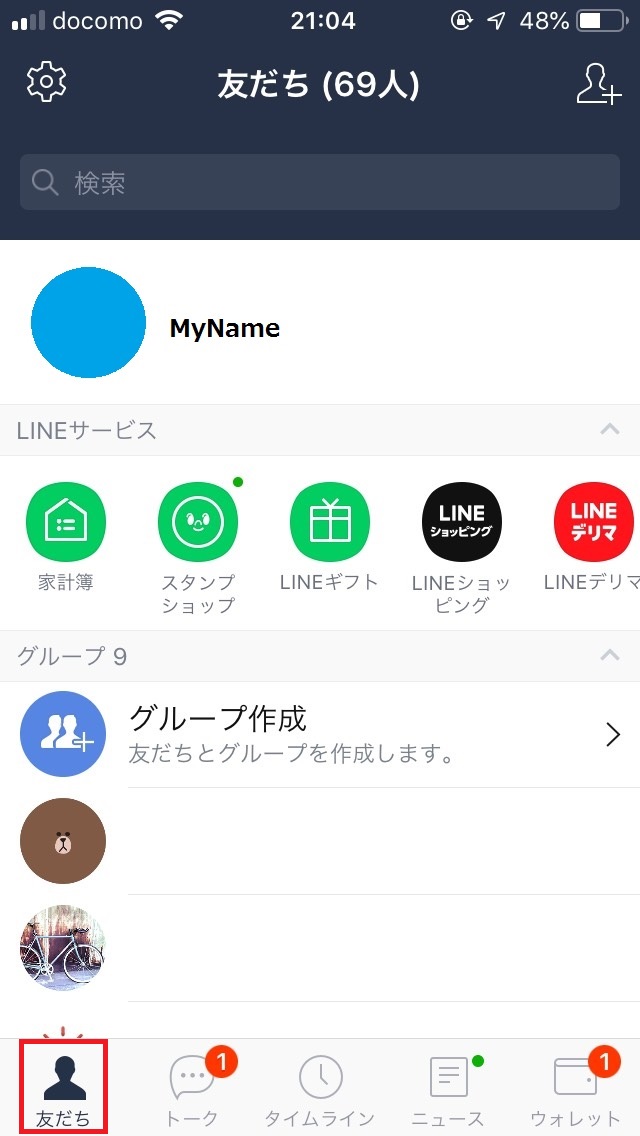 docomo 21:04 48%
友だち (69人)
検索
MyName
LINEサービス
LINE
ショッピング
LINE
デリマ
家計簿
スタンプ
ショップ
LINEギフト
LINEショッ
ピング
LINEデリマ
グループ 9
グループ作成
友だちとグループを作成します。
1
1
友だち
トーク
タイムライン
ニュース
ウォレット